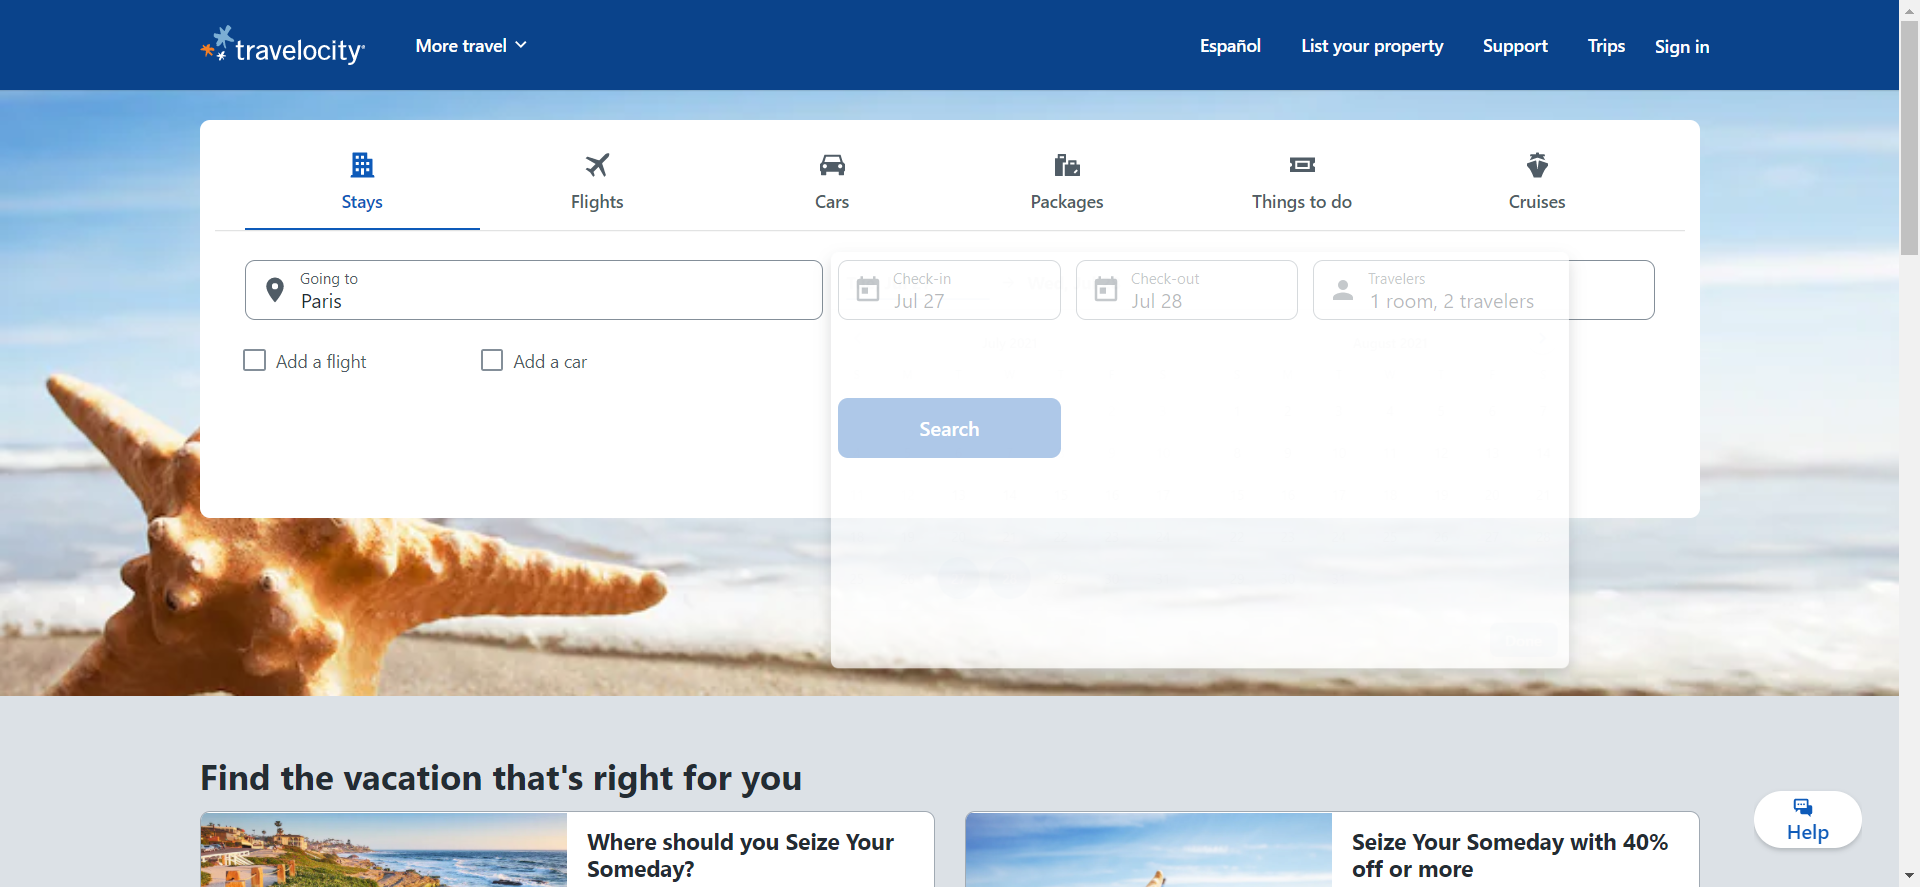 travelocity
More travel
Español
List your property
Support
Trips
Sign in
Stays
Flights
Cars
Packages
Things to do
Cruises
Going to
Paris
Check-in
Jul 27
Check-out
Jul 28
Travelers
1 room, 2 travelers
Add a flight
Add a car
Search
Find the vacation that's right for you
Where should you Seize Your
Someday?
Seize Your Someday with 40%
off or more
Help